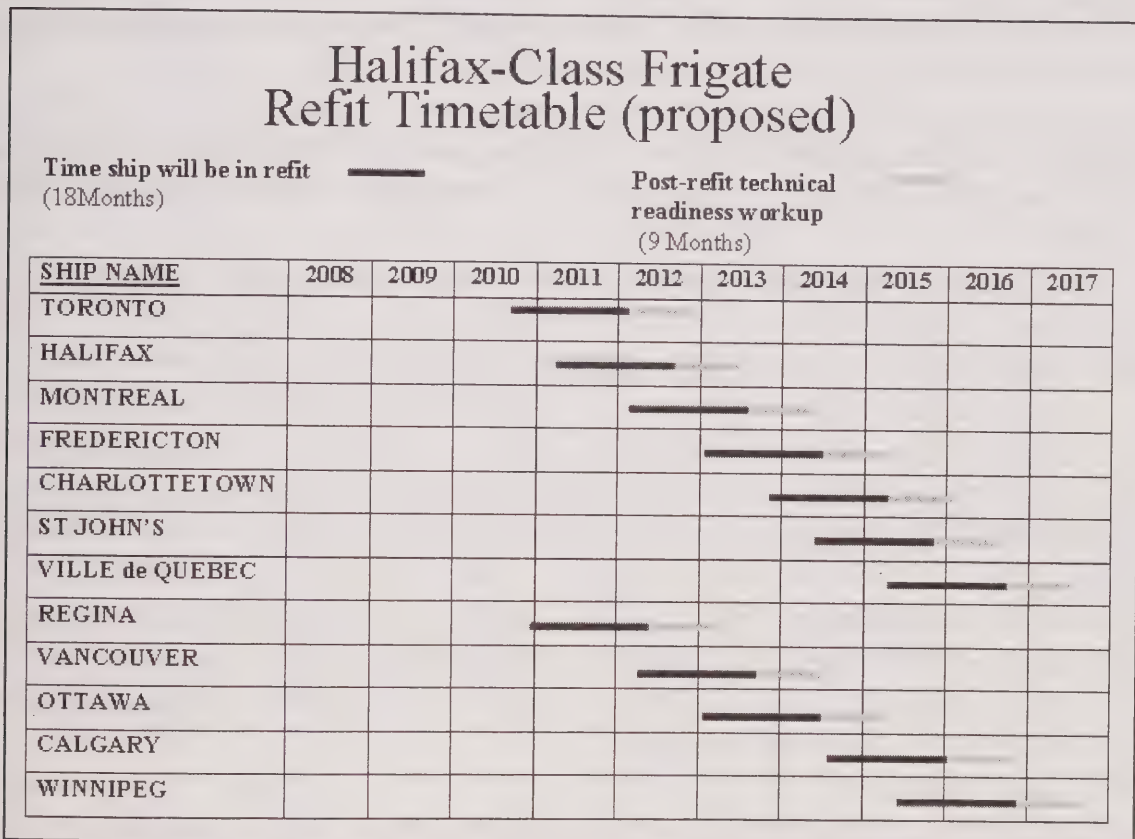 Halifax-Class Frigate
Refit Timetable (proposed)
Time ship will be in refit
(18Months)
Post-refit technical
readiness workup
(9 Months)
SHIP NAME 2008 2009 2010 2011 2012 2013 2014 2015 2016 2017
TORONTO
HALIFAX
MONTREAL
FREDERICTON
CHARLOTTETOWN
ST JOHN'S
VILLE de QUEBEC
REGINA
VANCOUVER
OTTAWA
CALGARY
WINNIPEG